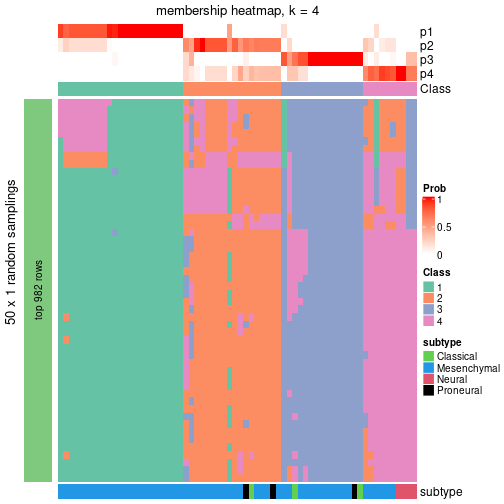 membership heatmap, k = 4
p1
p2
p3
p4
Class
50 x 1 random samplings
top 982 rows
Prob
1
0.5
0
Class
1
2
3
4
subtype
Classical
Mesenchymal
Neural
Proneural
subtype